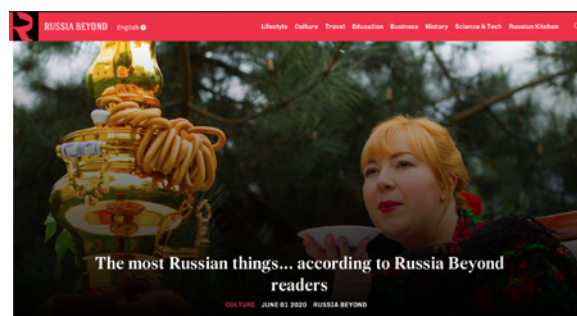 RUSSIA BEYOND English
Lifestyle Culture Travel Education Business History Science & Tech Russian Kitchen
The most Russian things... according to Russia Beyond
readers
CULTURE JUNE 01 2020 RUSSIA BEYOND